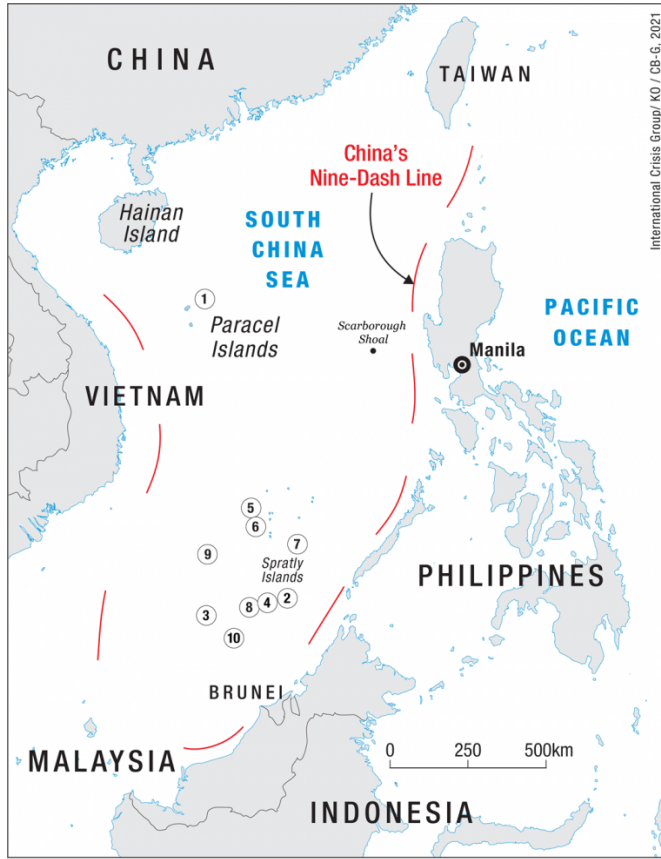 CHINA
TAIWAN
China's
Nine-Dash Line
Hainan
Island
SOUTH
CHINA
SEA
1
Paracel
Islands
Scarborough
Shoal
PACIFIC
OCEAN
Manila
VIETNAM
5
6
7
9
Spratly
Islands
PHILIPPINES
2
4
8
3
10
BRUNEI
MALAYSIA
0 250 500km
INDONESIA
International Crisis Group/ KO / CB-G, 2021